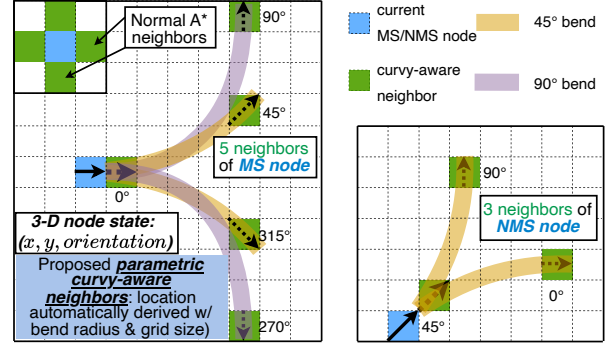 Normal A*
neighbors
90°
45°
5 neighbors
of MS node
0°
3-D node state:
(x, y, orientation)
315°
Proposed parametric
curvy-aware
neighbors: location
automatically derived w/
bend radius & grid size)
270°
current
MS/NMS node
45° bend
curvy-aware
neighbor
90° bend
90°
3 neighbors of
NMS node
0°
45°